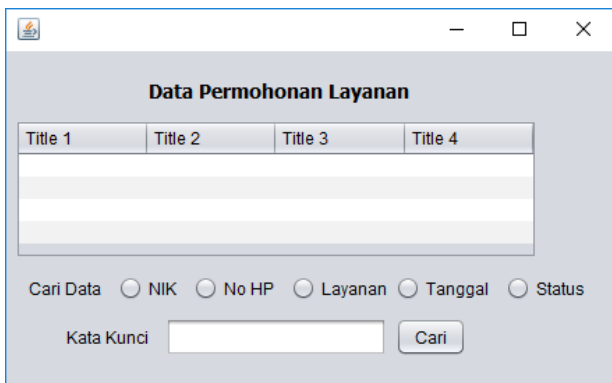 Data Permohonan Layanan
Title 1 Title 2 Title 3 Title 4
Cari Data NIK No HP Layanan Tanggal Status
Kata Kunci Cari